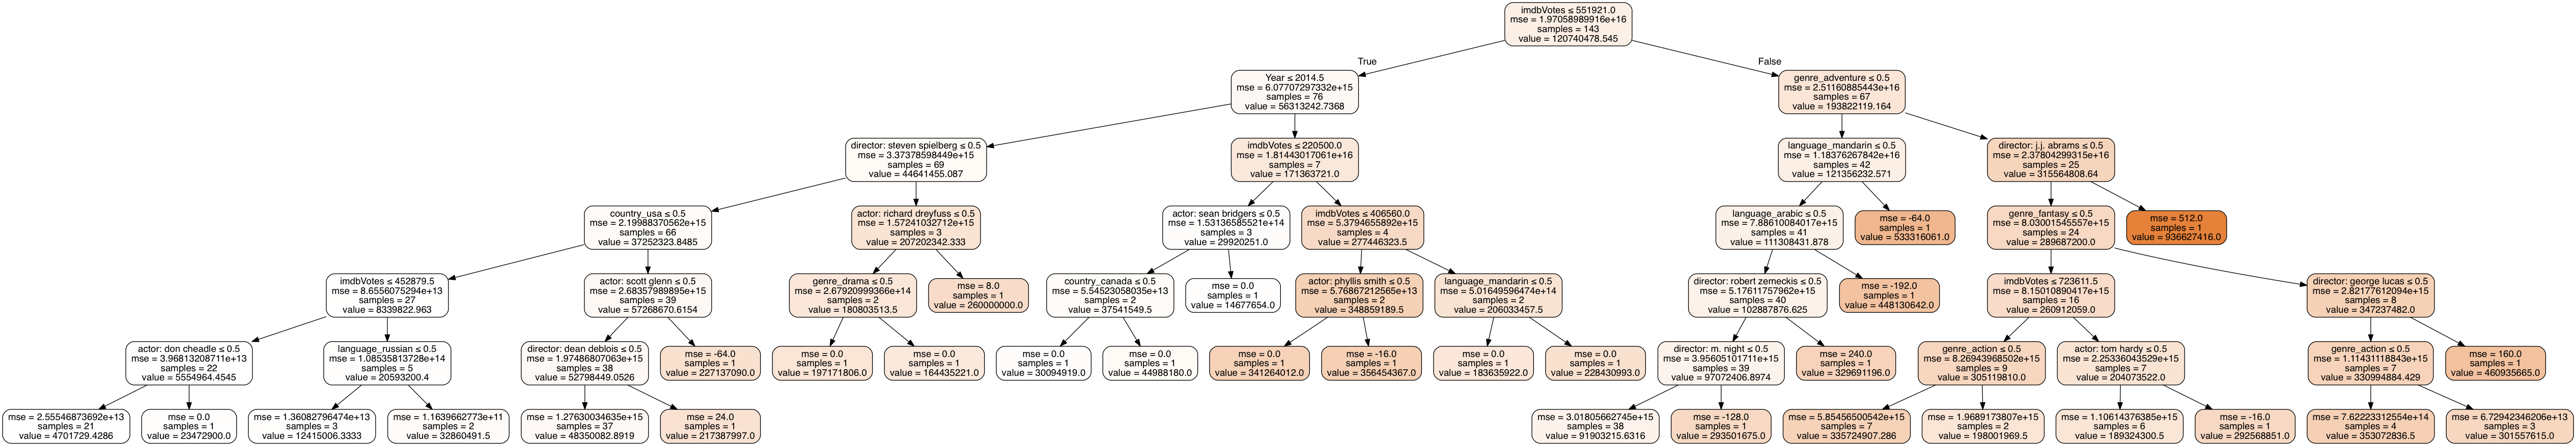 imdbVotes ≤ 551921.0
mse = 1.97058989916e+16
samples = 143
value = 120740478.545
True
False
Year ≤ 2014.5
mse = 6.07707297332e+15
samples = 76
value = 56313242.7368
genre_adventure ≤ 0.5
mse = 2.51160885443e+16
samples = 67
value = 193822119.164
director: steven spielberg ≤ 0.5
mse = 3.37378598449e+15
samples = 69
value = 44641455.087
imdbVotes ≤ 220500.0
mse = 1.81443017061e+16
samples = 7
value = 171363721.0
language_mandarin ≤ 0.5
mse = 1.18376267842e+16
samples = 42
value = 121356232.571
director: j.j. abrams ≤ 0.5
mse = 2.37804299315e+16
samples = 25
value = 315564808.64
country_usa ≤ 0.5
mse = 2.19988370562e+15
samples = 66
value = 37252323.8485
actor: richard dreyfuss ≤ 0.5
mse = 1.57241032712e+15
samples = 3
value = 207202342.333
actor: sean bridgers ≤ 0.5
mse = 1.53136585521e+14
samples = 3
value = 29920251.0
imdbVotes ≤ 406560.0
mse = 5.3794655892e+15
samples = 4
value = 277446323.5
language_arabic ≤ 0.5
mse = 7.88610084017e+15
samples = 41
value = 111308431.878
mse = -64.0
samples = 1
value = 533316061.0
genre_fantasy ≤ 0.5
mse = 8.03001545557e+15
samples = 24
value = 289687200.0
mse = 512.0
samples = 1
value = 936627416.0
imdbVotes ≤ 452879.5
mse = 8.6556075294e+13
samples = 27
value = 8339822.963
actor: scott glenn ≤ 0.5
mse = 2.68357989895e+15
samples = 39
value = 57268670.6154
genre_drama ≤ 0.5
mse = 2.67920999366e+14
samples = 2
value = 180803513.5
mse = 8.0
samples = 1
value = 260000000.0
country_canada ≤ 0.5
mse = 5.54523058035e+13
samples = 2
value = 37541549.5
mse = 0.0
samples = 1
value = 14677654.0
actor: phyllis smith ≤ 0.5
mse = 5.76867212565e+13
samples = 2
value = 348859189.5
language_mandarin ≤ 0.5
mse = 5.01649596474e+14
samples = 2
value = 206033457.5
director: robert zemeckis ≤ 0.5
mse = 5.17611757962e+15
samples = 40
value = 102887876.625
mse = -192.0
samples = 1
value = 448130642.0
imdbVotes ≤ 723611.5
mse = 8.15010890417e+15
samples = 16
value = 260912059.0
director: george lucas ≤ 0.5
mse = 2.82177612094e+15
samples = 8
value = 347237482.0
actor: don cheadle ≤ 0.5
mse = 3.96813208711e+13
samples = 22
value = 5554964.4545
language_russian ≤ 0.5
mse = 1.08535813728e+14
samples = 5
value = 20593200.4
director: dean deblois ≤ 0.5
mse = 1.97486807063e+15
samples = 38
value = 52798449.0526
mse = -64.0
samples = 1
value = 227137090.0
mse = 0.0
samples = 1
value = 197171806.0
mse = 0.0
samples = 1
value = 164435221.0
mse = 0.0
samples = 1
value = 30094919.0
mse = 0.0
samples = 1
value = 44988180.0
mse = 0.0
samples = 1
value = 341264012.0
mse = -16.0
samples = 1
value = 356454367.0
mse = 0.0
samples = 1
value = 183635922.0
mse = 0.0
samples = 1
value = 228430993.0
director: m. night ≤ 0.5
mse = 3.95605101711e+15
samples = 39
value = 97072406.8974
mse = 240.0
samples = 1
value = 329691196.0
genre_action ≤ 0.5
mse = 8.26943968502e+15
samples = 9
value = 305119810.0
actor: tom hardy ≤ 0.5
mse = 2.25336043529e+15
samples = 7
value = 204073522.0
genre_action ≤ 0.5
mse = 1.11431118843e+15
samples = 7
value = 330994884.429
mse = 160.0
samples = 1
value = 460935665.0
mse = 2.55546873692e+13
samples = 21
value = 4701729.4286
mse = 0.0
samples = 1
value = 23472900.0
mse = 1.36082796474e+13
samples = 3
value = 12415006.3333
mse = 1.1639662773e+11
samples = 2
value = 32860491.5
mse = 1.27630034635e+15
samples = 37
value = 48350082.8919
mse = 24.0
samples = 1
value = 217387997.0
mse = 3.01805662745e+15
samples = 38
value = 91903215.6316
mse = -128.0
samples = 1
value = 293501675.0
mse = 5.85456500542e+15
samples = 7
value = 335724907.286
mse = 1.9689173807e+15
samples = 2
value = 198001969.5
mse = 1.10614376385e+15
samples = 6
value = 189324300.5
mse = -16.0
samples = 1
value = 292568851.0
mse = 7.62223312554e+14
samples = 4
value = 353072836.5
mse = 6.72942346206e+13
samples = 3
value = 301557615.0